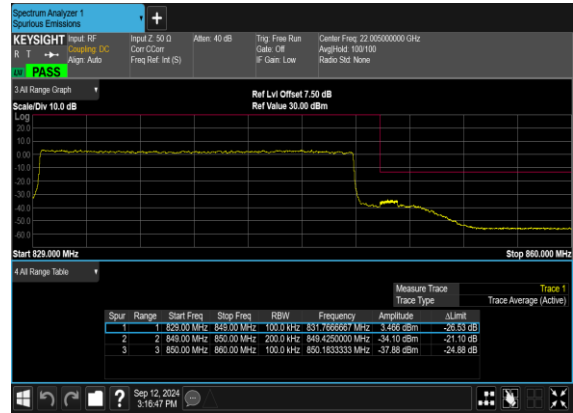 Spectrum Analyzer 1
Spurious Emissions
KEYSIGHT Input: RF Input Z: 50 Ω Atten: 40 dB Trig: Free Run Center Freq: 22.005000000 GHz
R T Coupling: DC Corr CCorr Gate: Off Avg|Hold: 100/100
Align: Auto Freq Ref: Int (S) IF Gain: Low Radio Std: None
LW PASS
3 All Range Graph
Ref Lvl Offset 7.50 dB
Scale/Div 10.0 dB Ref Value 30.00 dBm
Log
20.0
10.0
0.00
-10.0
-20.0
-30.0
-40.0
-50.0
-60.0
Start 829.000 MHz Stop 860.000 MHz
4 All Range Table
Measure Trace Trace 1
Trace Type Trace Average (Active)
Spur Range Start Freq Stop Freq RBW Frequency Amplitude ΔLimit
1 1 829.00 MHz 849.00 MHz 100.0 kHz 831.7666667 MHz 3.466 dBm -26.53 dB
2 2 849.00 MHz 850.00 MHz 200.0 kHz 849.4250000 MHz -34.10 dBm -21.10 dB
3 3 850.00 MHz 860.00 MHz 100.0 kHz 850.1833333 MHz -37.88 dBm -24.88 dB
Sep 12, 2024
3:16:47 PM